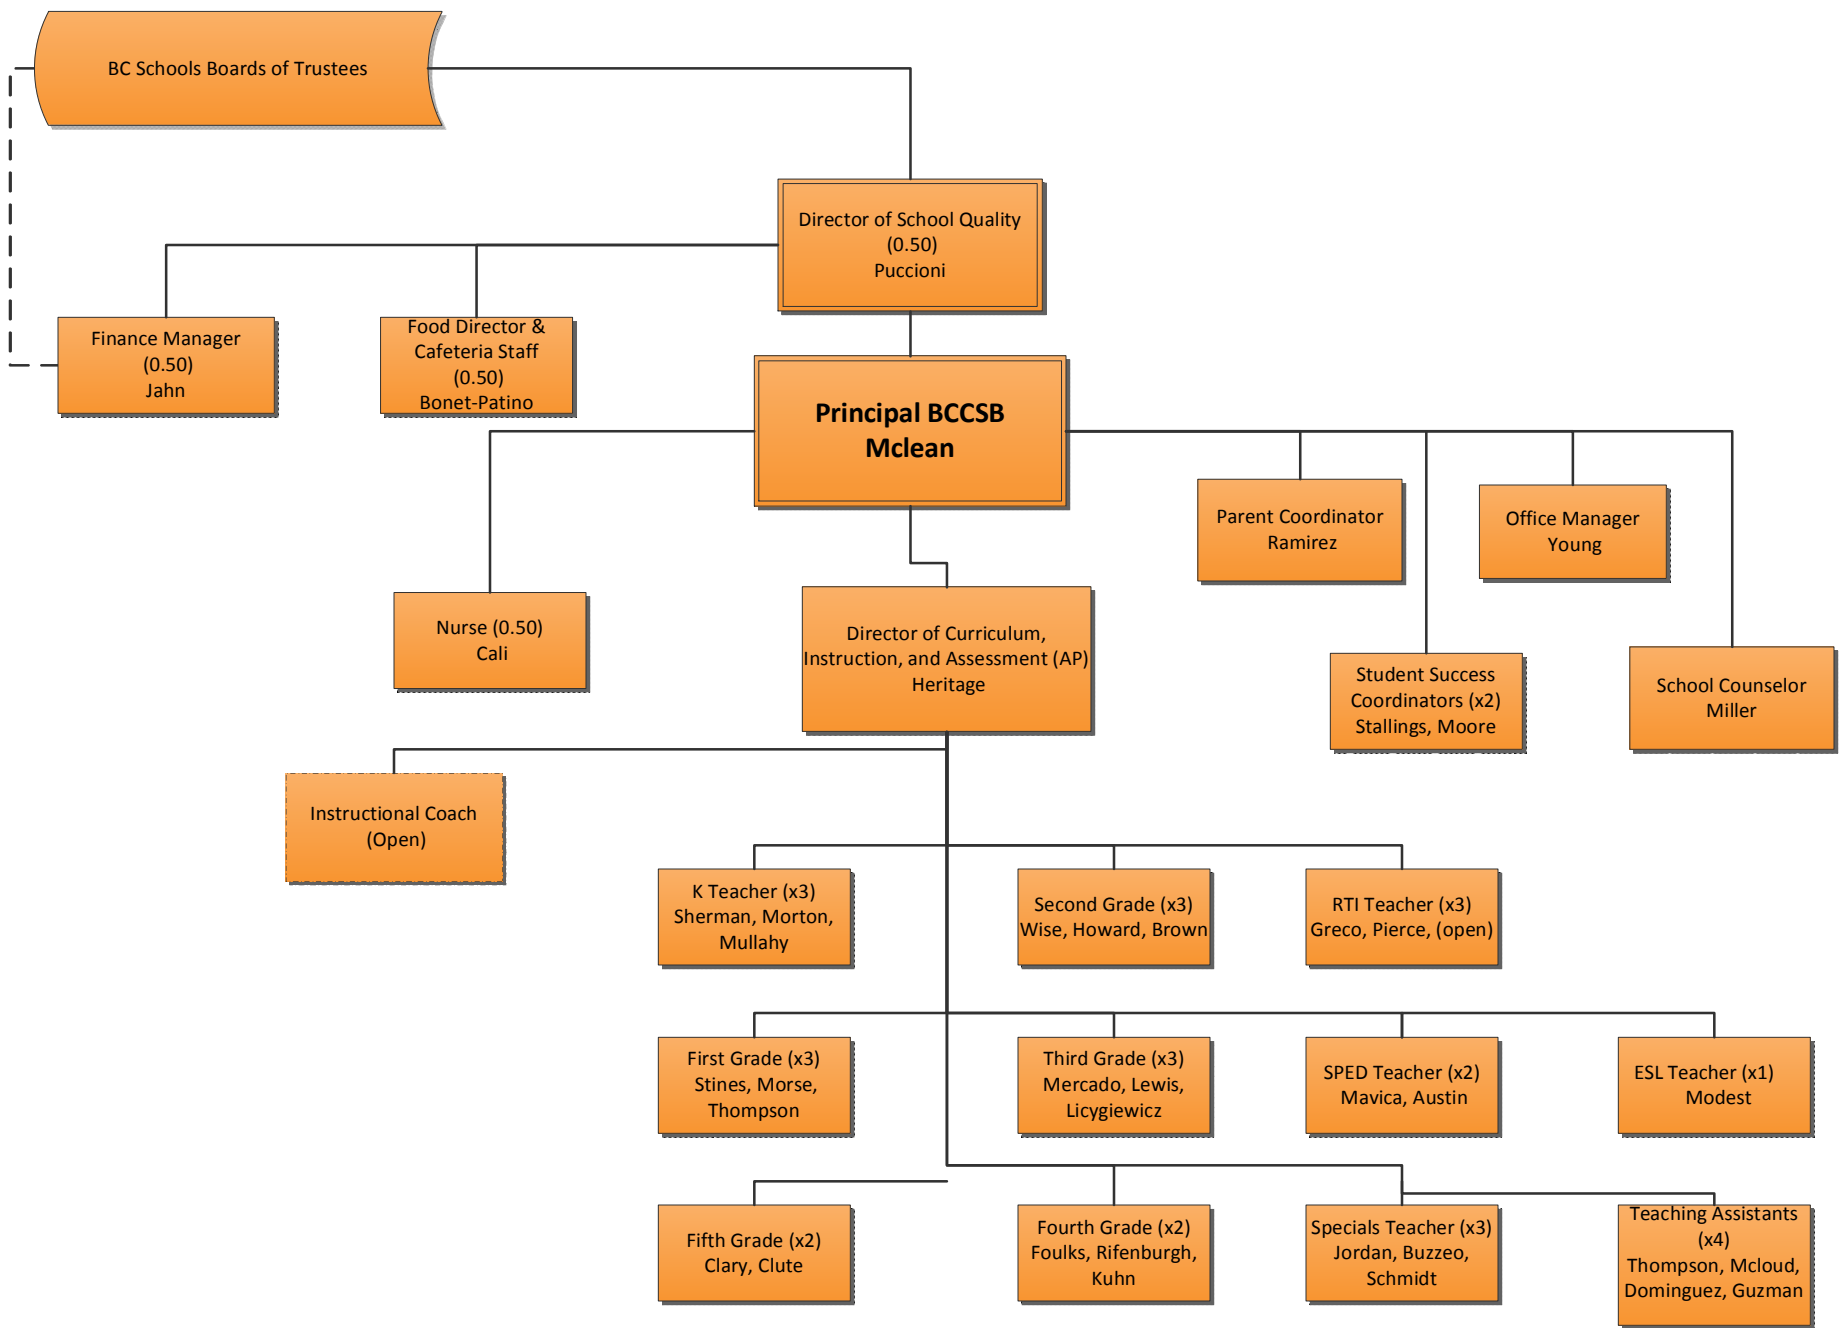 BC Schools Boards of Trustees
Director of School Quality
(0.50)
Puccioni
Finance Manager
(0.50)
Jahn
Food Director &
Cafeteria Staff
(0.50)
Bonet-Patino
Principal BCCSB
Mclean
Parent Coordinator
Ramirez
Office Manager
Young
Nurse (0.50)
Cali
Director of Curriculum,
Instruction, and Assessment (AP)
Heritage
Student Success
Coordinators (x2)
Stallings, Moore
School Counselor
Miller
Instructional Coach
(Open)
K Teacher (x3)
Sherman, Morton,
Mullahy
Second Grade (x3)
Wise, Howard, Brown
RTI Teacher (x3)
Greco, Pierce, (open)
First Grade (x3)
Stines, Morse,
Thompson
Third Grade (x3)
Mercado, Lewis,
Licygiewicz
SPED Teacher (x2)
Mavica, Austin
ESL Teacher (x1)
Modest
Fifth Grade (x2)
Clary, Clute
Fourth Grade (x2)
Foulks, Rifenburgh,
Kuhn
Specials Teacher (x3)
Jordan, Buzzeo,
Schmidt
Teaching Assistants
(x4)
Thompson, Mcloud,
Dominguez, Guzman